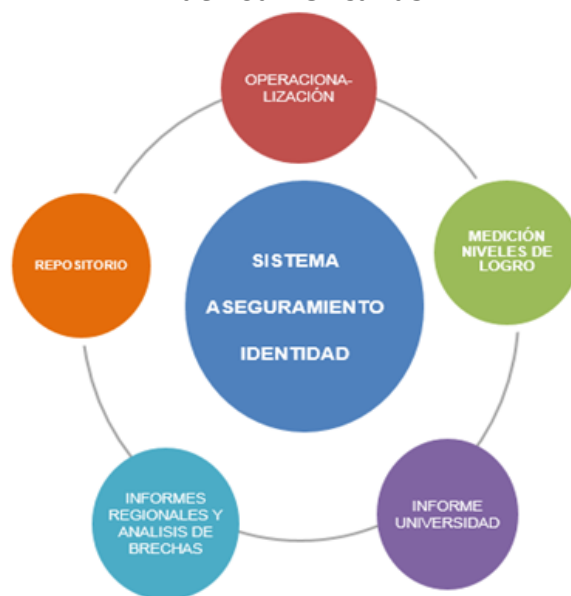 OPERACIONA-
LIZACIÓN
MEDICIÓN
NIVELES DE
LOGRO
SISTEMA
ASEGURAMIENTO
IDENTIDAD
REPOSITORIO
INFORME
UNIVERSIDAD
INFORMES
REGIONALES Y
ANALISIS DE
BRECHAS